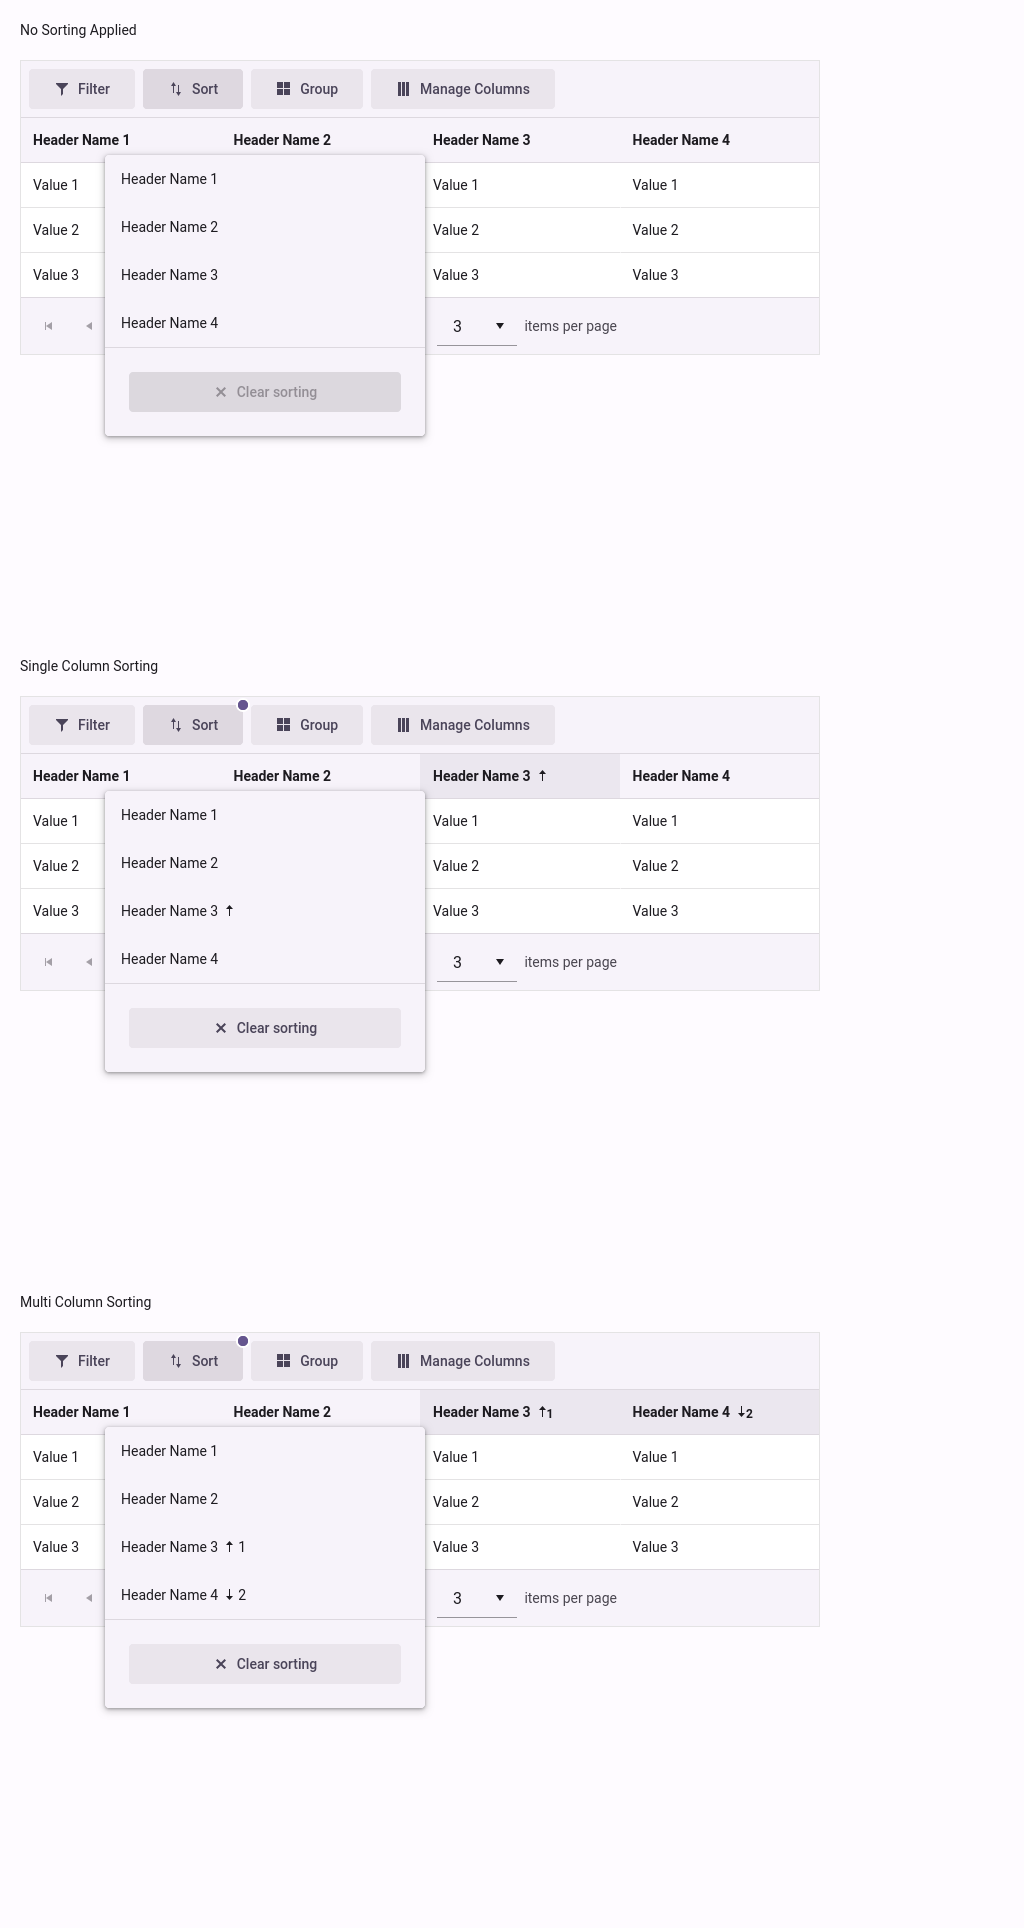 No Sorting Applied
Filter Sort Group Manage Columns
Header Name 1 Header Name 2 Header Name 3 Header Name 4
Header Name 1
Value 1 Value 1 Value 1
Header Name 2
Value 2 Value 2 Value 2
Header Name 3
Value 3 Value 3 Value 3
Header Name 4
3 items per page
Clear sorting
Single Column Sorting
Filter Sort Group Manage Columns
Header Name 1 Header Name 2 Header Name 3 Header Name 4
Header Name 1
Value 1 Value 1 Value 1
Header Name 2
Value 2 Value 2 Value 2
Header Name 3
Value 3 Value 3 Value 3
Header Name 4
3 items per page
Clear sorting
Multi Column Sorting
Filter Sort Group Manage Columns
Header Name 1 Header Name 2 Header Name 3 1 Header Name 4 2
Header Name 1
Value 1 Value 1 Value 1
Header Name 2
Value 2 Value 2 Value 2
Header Name 3 1
Value 3 Value 3 Value 3
Header Name 4 2
3 items per page
Clear sorting